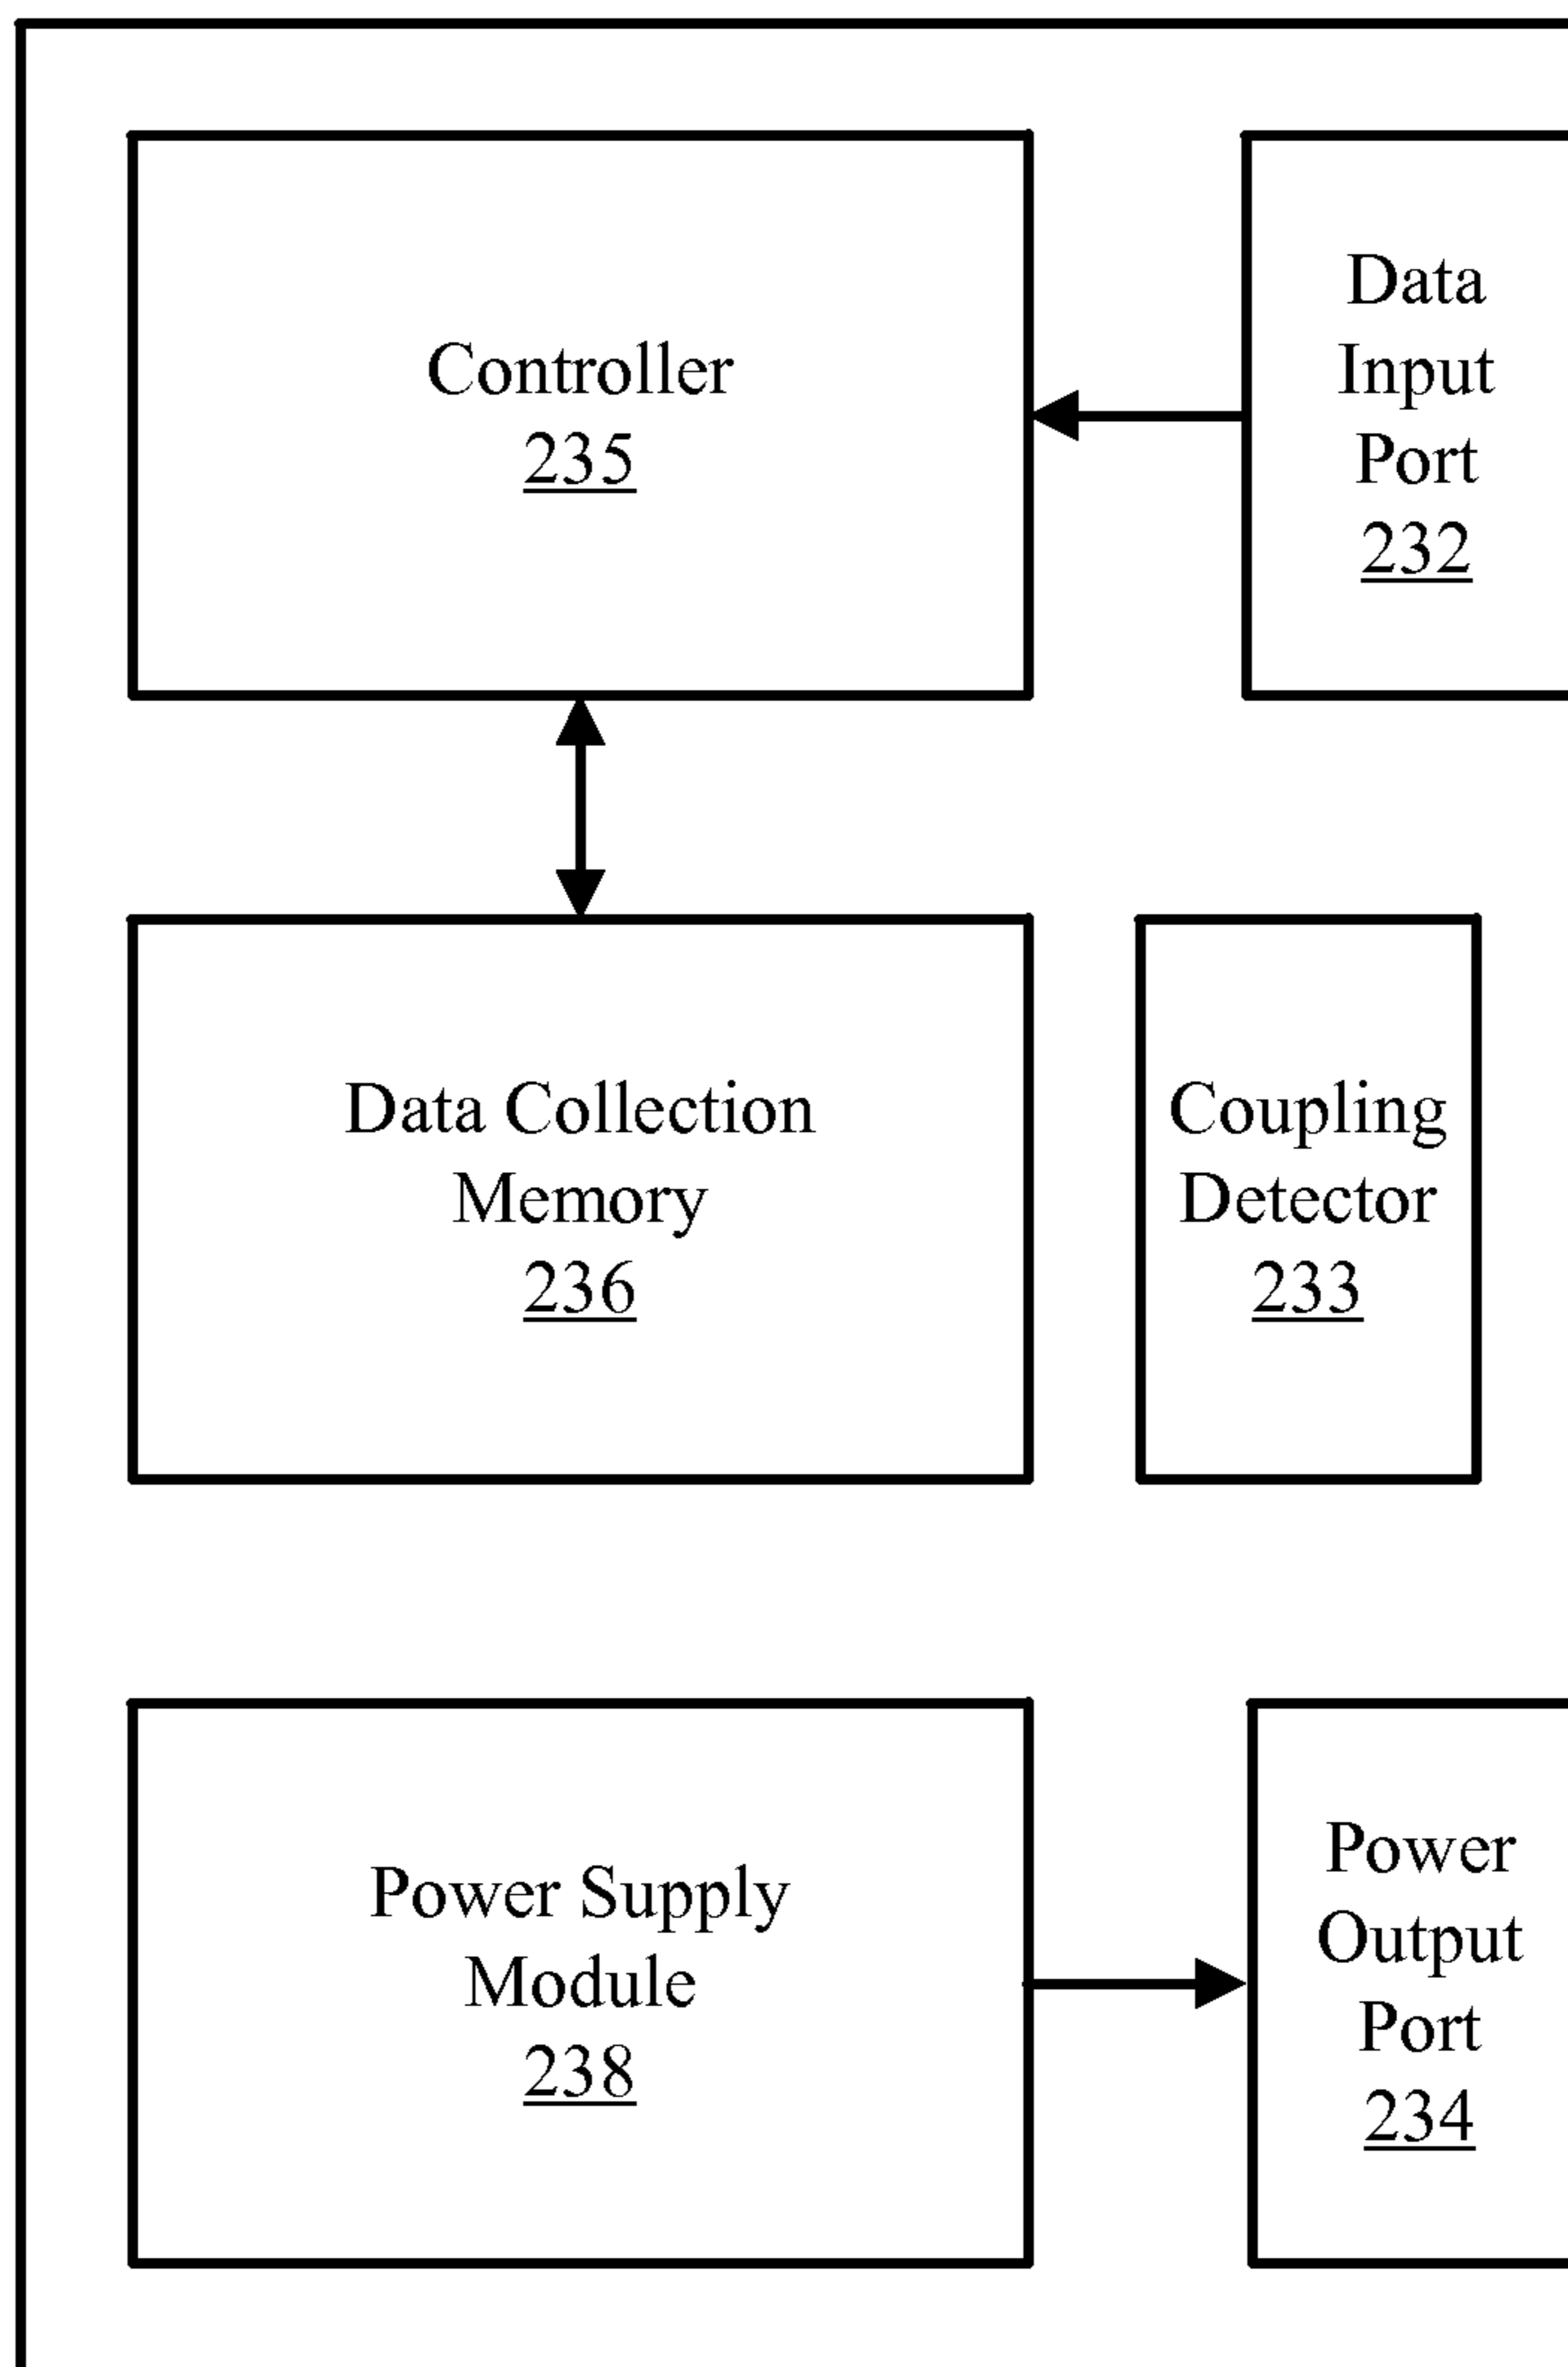 Controller
235
Data
Input
Port
232
Data Collection
Memory
236
Coupling
Detector
233
Power Supply
Module
238
Power
Output
Port
234